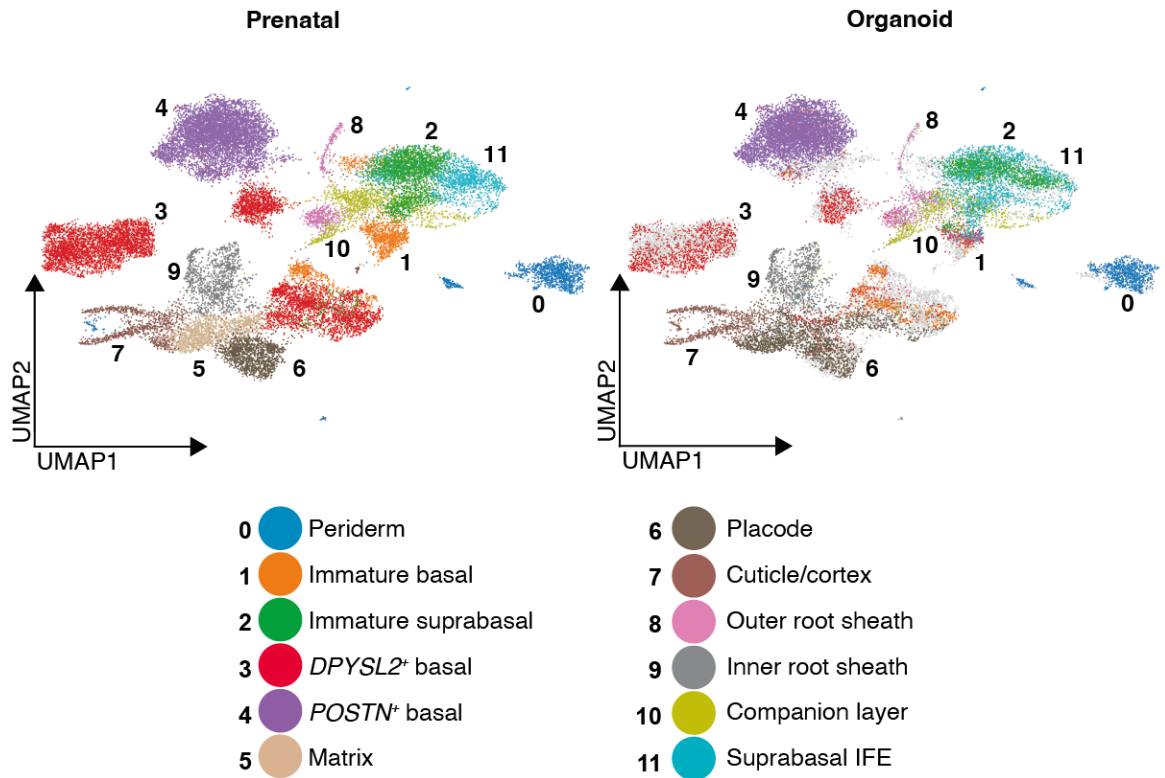 Prenatal
Organoid
4
8
2
11
3
10
1
9
0
7
5
6
UMAP2
UMAP1
4
8
2
11
3
10
1
9
0
7
6
UMAP2
UMAP1
0 Periderm
1 Immature basal
2 Immature suprabasal
3 DPYSL2⁺ basal
4 POSTN⁺ basal
5 Matrix
6 Placode
7 Cuticle/cortex
8 Outer root sheath
9 Inner root sheath
10 Companion layer
11 Suprabasal IFE